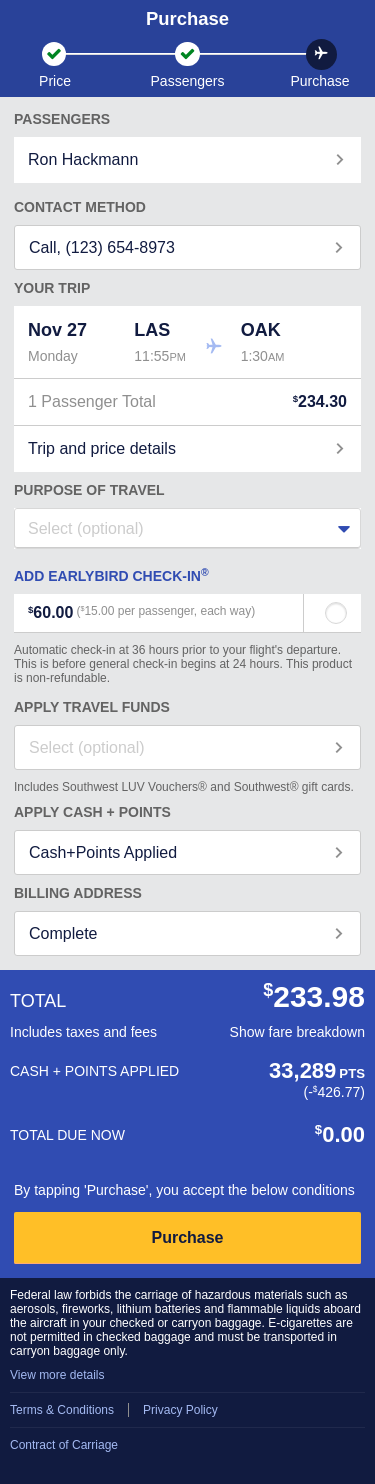 Purchase
Price Passengers Purchase
PASSENGERS
Ron Hackmann
CONTACT METHOD
Call, (123) 654-8973
YOUR TRIP
Nov 27 LAS OAK
Monday 11:55PM 1:30AM
1 Passenger Total $234.30
Trip and price details
PURPOSE OF TRAVEL
Select (optional)
ADD EARLYBIRD CHECK-IN®
$60.00 ($15.00 per passenger, each way)
Automatic check-in at 36 hours prior to your flight's departure.
This is before general check-in begins at 24 hours. This product
is non-refundable.
APPLY TRAVEL FUNDS
Select (optional)
Includes Southwest LUV Vouchers® and Southwest® gift cards.
APPLY CASH + POINTS
Cash+Points Applied
BILLING ADDRESS
Complete
TOTAL $233.98
Includes taxes and fees Show fare breakdown
CASH + POINTS APPLIED 33,289 PTS
(-$426.77)
TOTAL DUE NOW $0.00
By tapping 'Purchase', you accept the below conditions
Purchase
Federal law forbids the carriage of hazardous materials such as
aerosols, fireworks, lithium batteries and flammable liquids aboard
the aircraft in your checked or carryon baggage. E-cigarettes are
not permitted in checked baggage and must be transported in
carryon baggage only.
View more details
Terms & Conditions Privacy Policy
Contract of Carriage